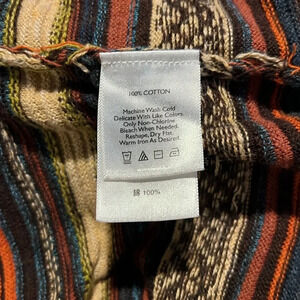 100% COTTON
Machine Wash Cold
Delicate With Like Colors.
Only Non-Chlorine
Bleach When Needed.
Reshape, Dry Flat.
Warm Iron As Desired.
綿 100%